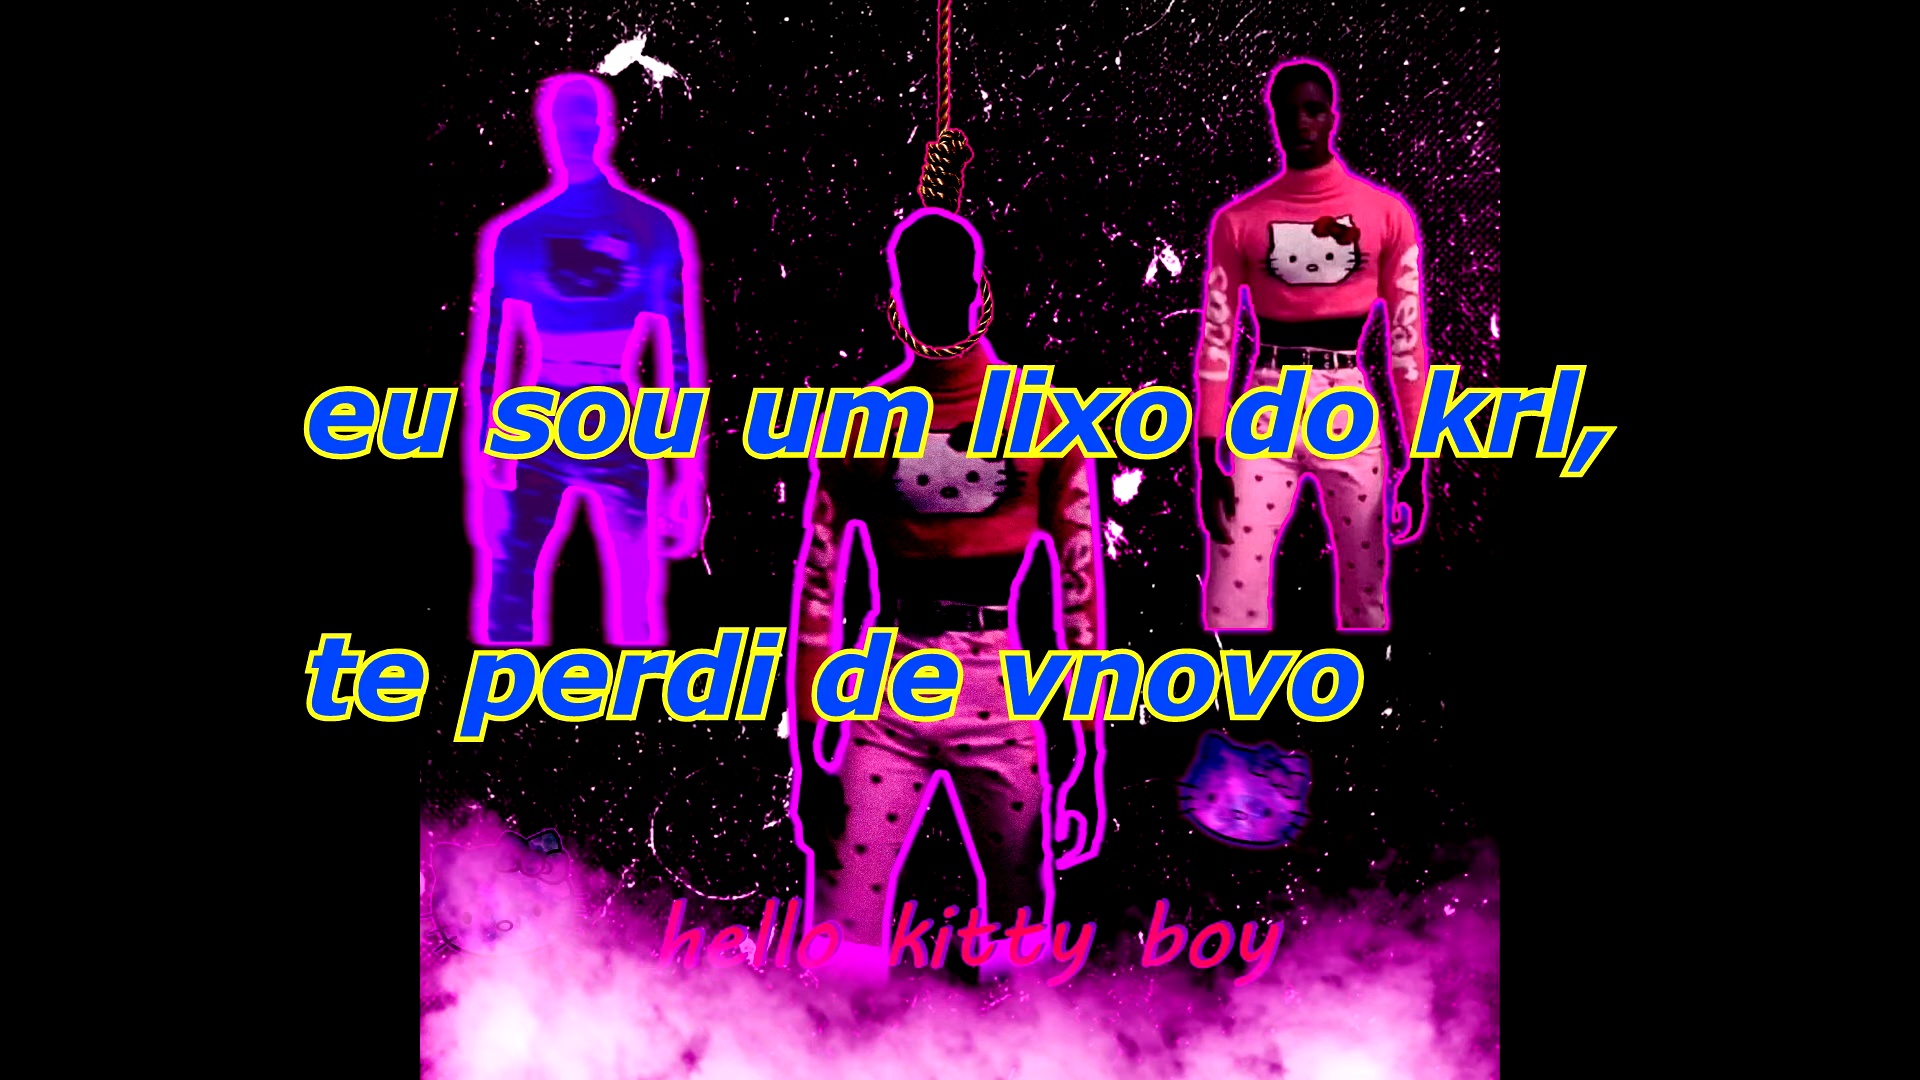 eu sou um lixo do krl,
te perdi de vnovo
hello kitty boy